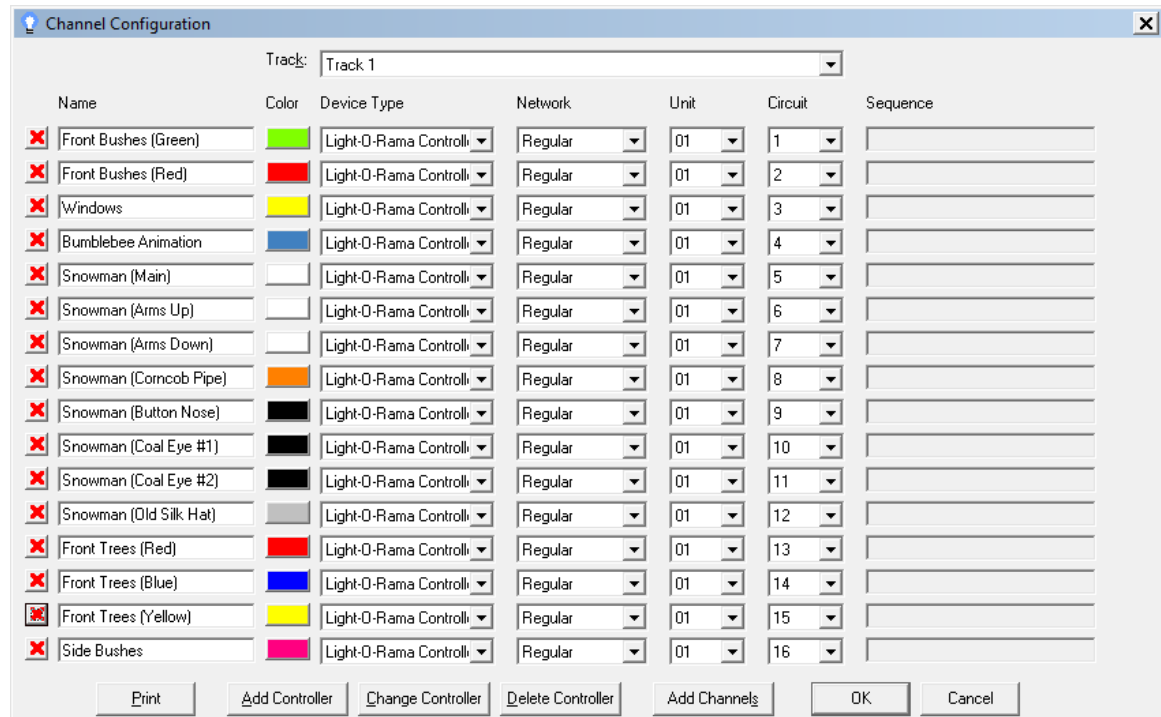 Channel Configuration
Track: Track 1
Name Color Device Type Network Unit Circuit Sequence
Front Bushes (Green) Light-O-Rama Controll Regular 01 1
Front Bushes (Red) Light-O-Rama Controll Regular 01 2
Windows Light-O-Rama Controll Regular 01 3
Bumblebee Animation Light-O-Rama Controll Regular 01 4
Snowman (Main) Light-O-Rama Controll Regular 01 5
Snowman (Arms Up) Light-O-Rama Controll Regular 01 6
Snowman (Arms Down) Light-O-Rama Controll Regular 01 7
Snowman (Corncob Pipe) Light-O-Rama Controll Regular 01 8
Snowman (Button Nose) Light-O-Rama Controll Regular 01 9
Snowman (Coal Eye #1) Light-O-Rama Controll Regular 01 10
Snowman (Coal Eye #2) Light-O-Rama Controll Regular 01 11
Snowman (Old Silk Hat) Light-O-Rama Controll Regular 01 12
Front Trees (Red) Light-O-Rama Controll Regular 01 13
Front Trees (Blue) Light-O-Rama Controll Regular 01 14
Front Trees (Yellow) Light-O-Rama Controll Regular 01 15
Side Bushes Light-O-Rama Controll Regular 01 16
Print Add Controller Change Controller Delete Controller Add Channels OK Cancel